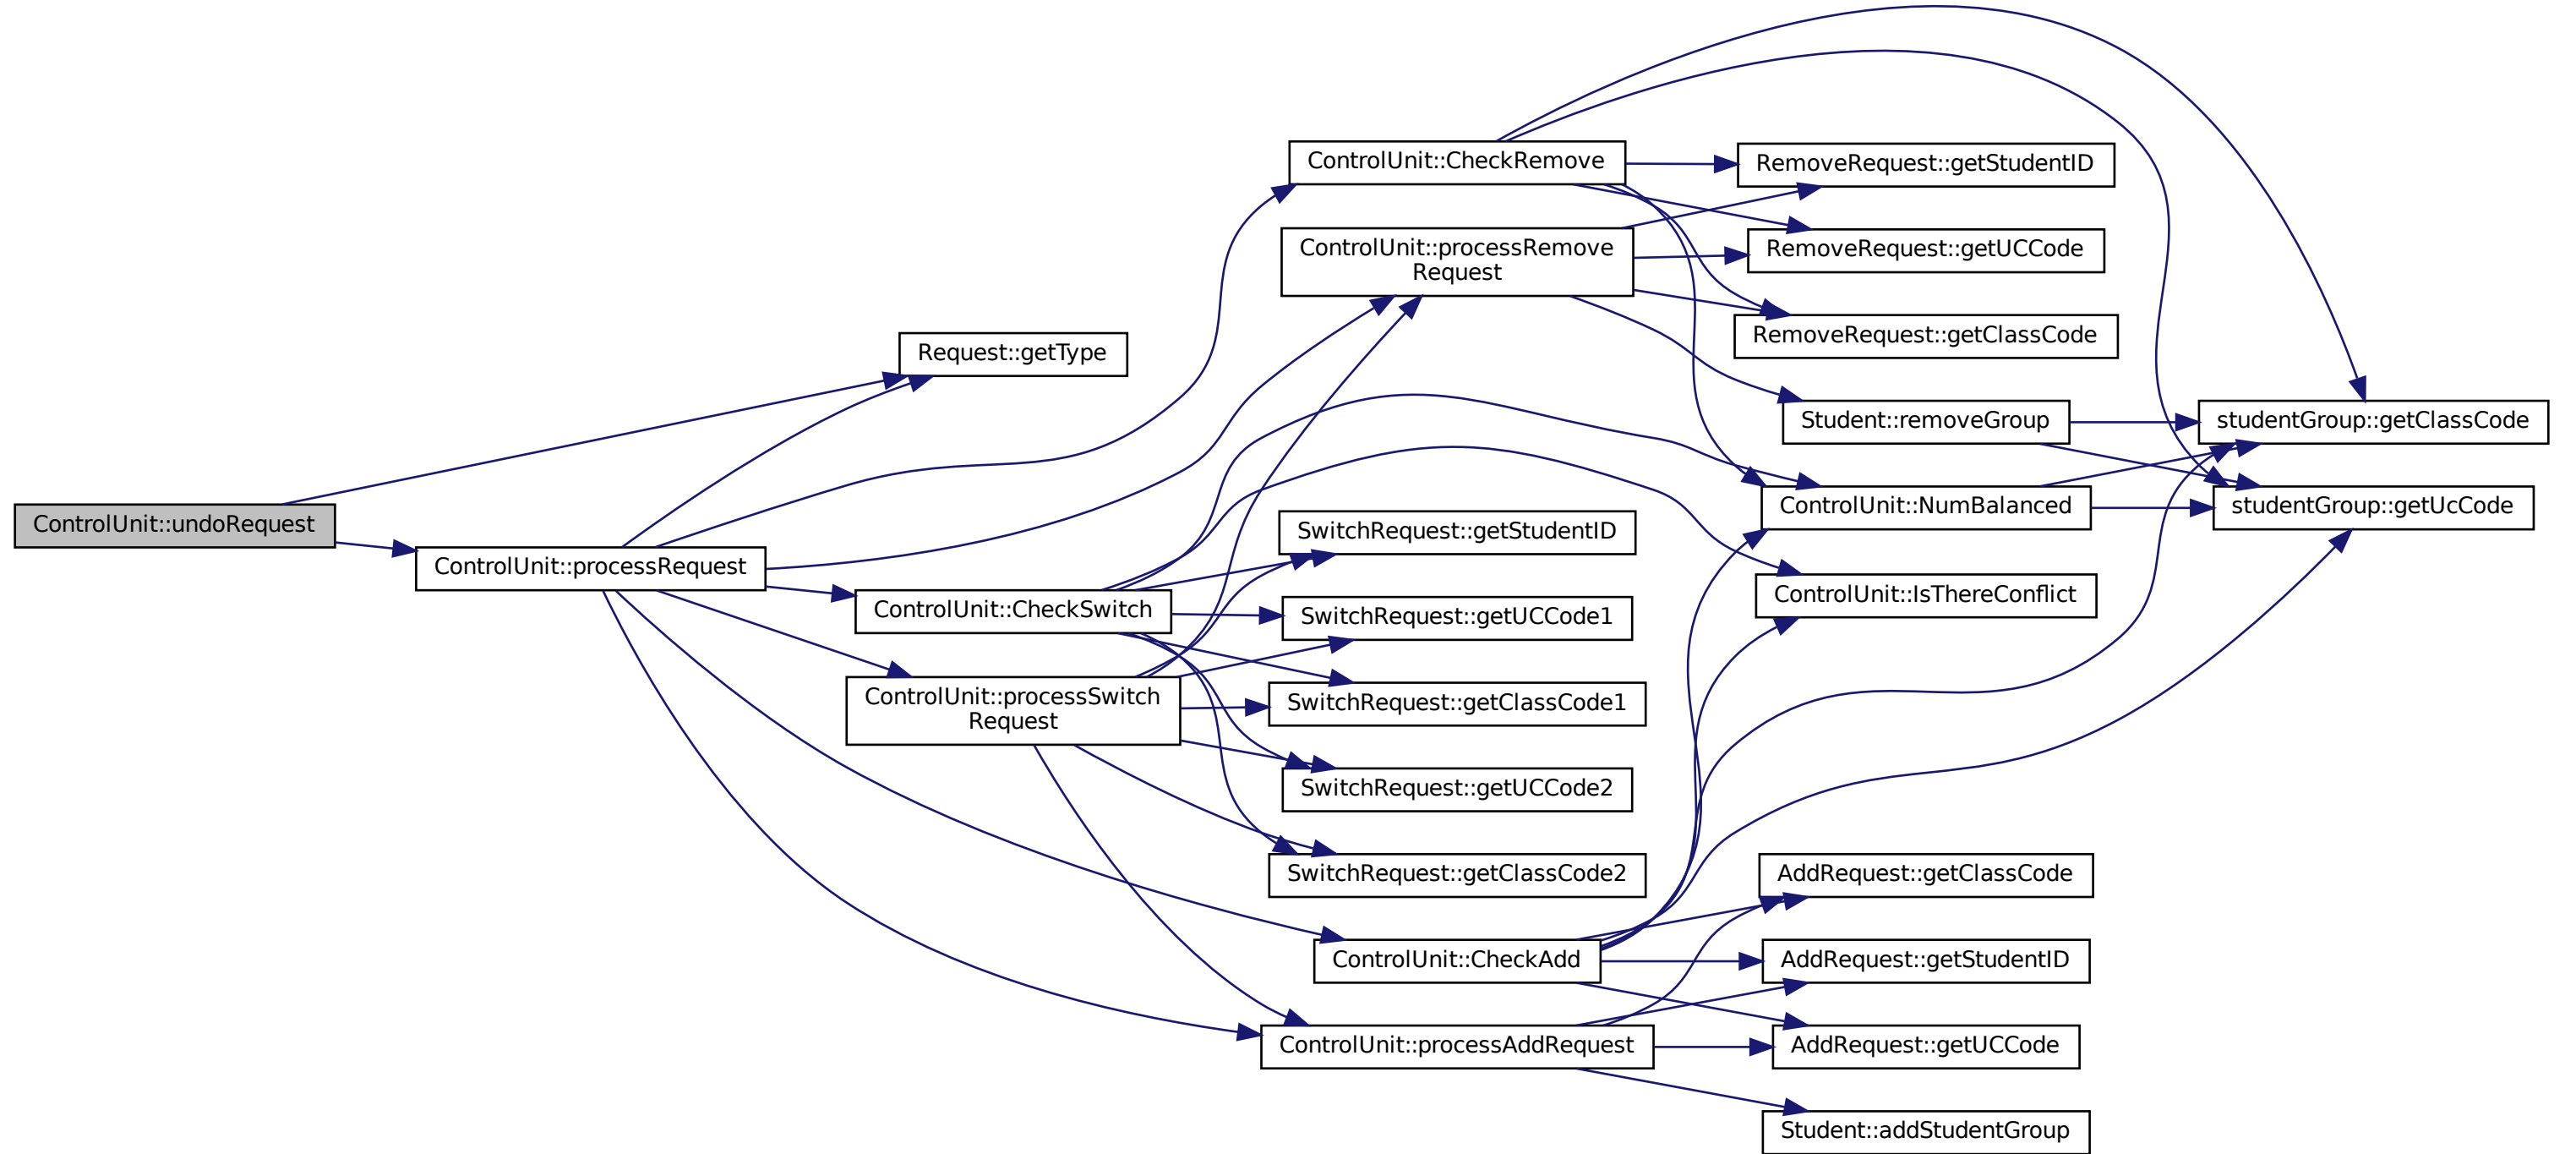 ControlUnit::undoRequest
ControlUnit::processRequest
Request::getType
ControlUnit::CheckSwitch
ControlUnit::processSwitch
Request
ControlUnit::CheckRemove
ControlUnit::processRemove
Request
SwitchRequest::getStudentID
SwitchRequest::getUCCode1
SwitchRequest::getClassCode1
SwitchRequest::getUCCode2
SwitchRequest::getClassCode2
ControlUnit::CheckAdd
ControlUnit::processAddRequest
RemoveRequest::getStudentID
RemoveRequest::getUCCode
RemoveRequest::getClassCode
Student::removeGroup
ControlUnit::NumBalanced
ControlUnit::IsThereConflict
AddRequest::getClassCode
AddRequest::getStudentID
AddRequest::getUCCode
Student::addStudentGroup
studentGroup::getClassCode
studentGroup::getUcCode